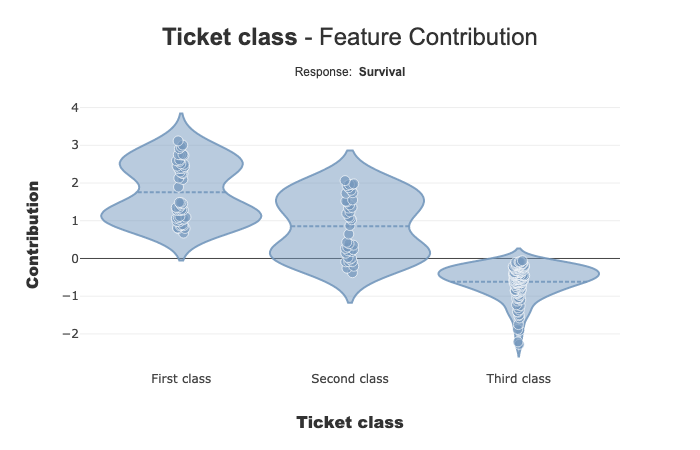 Ticket class - Feature Contribution
Response: Survival
4
3
2
1
0
−1
−2
Contribution
First class
Second class
Third class
Ticket class